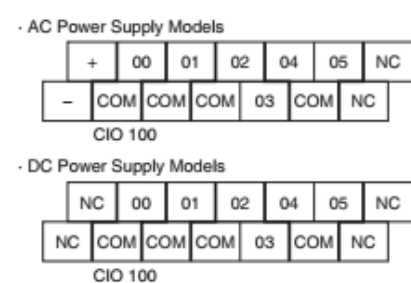 · AC Power Supply Models
+ 00 01 02 04 05 NC
– COM COM COM 03 COM NC
CIO 100
· DC Power Supply Models
NC 00 01 02 04 05 NC
NC COM COM COM 03 COM NC
CIO 100